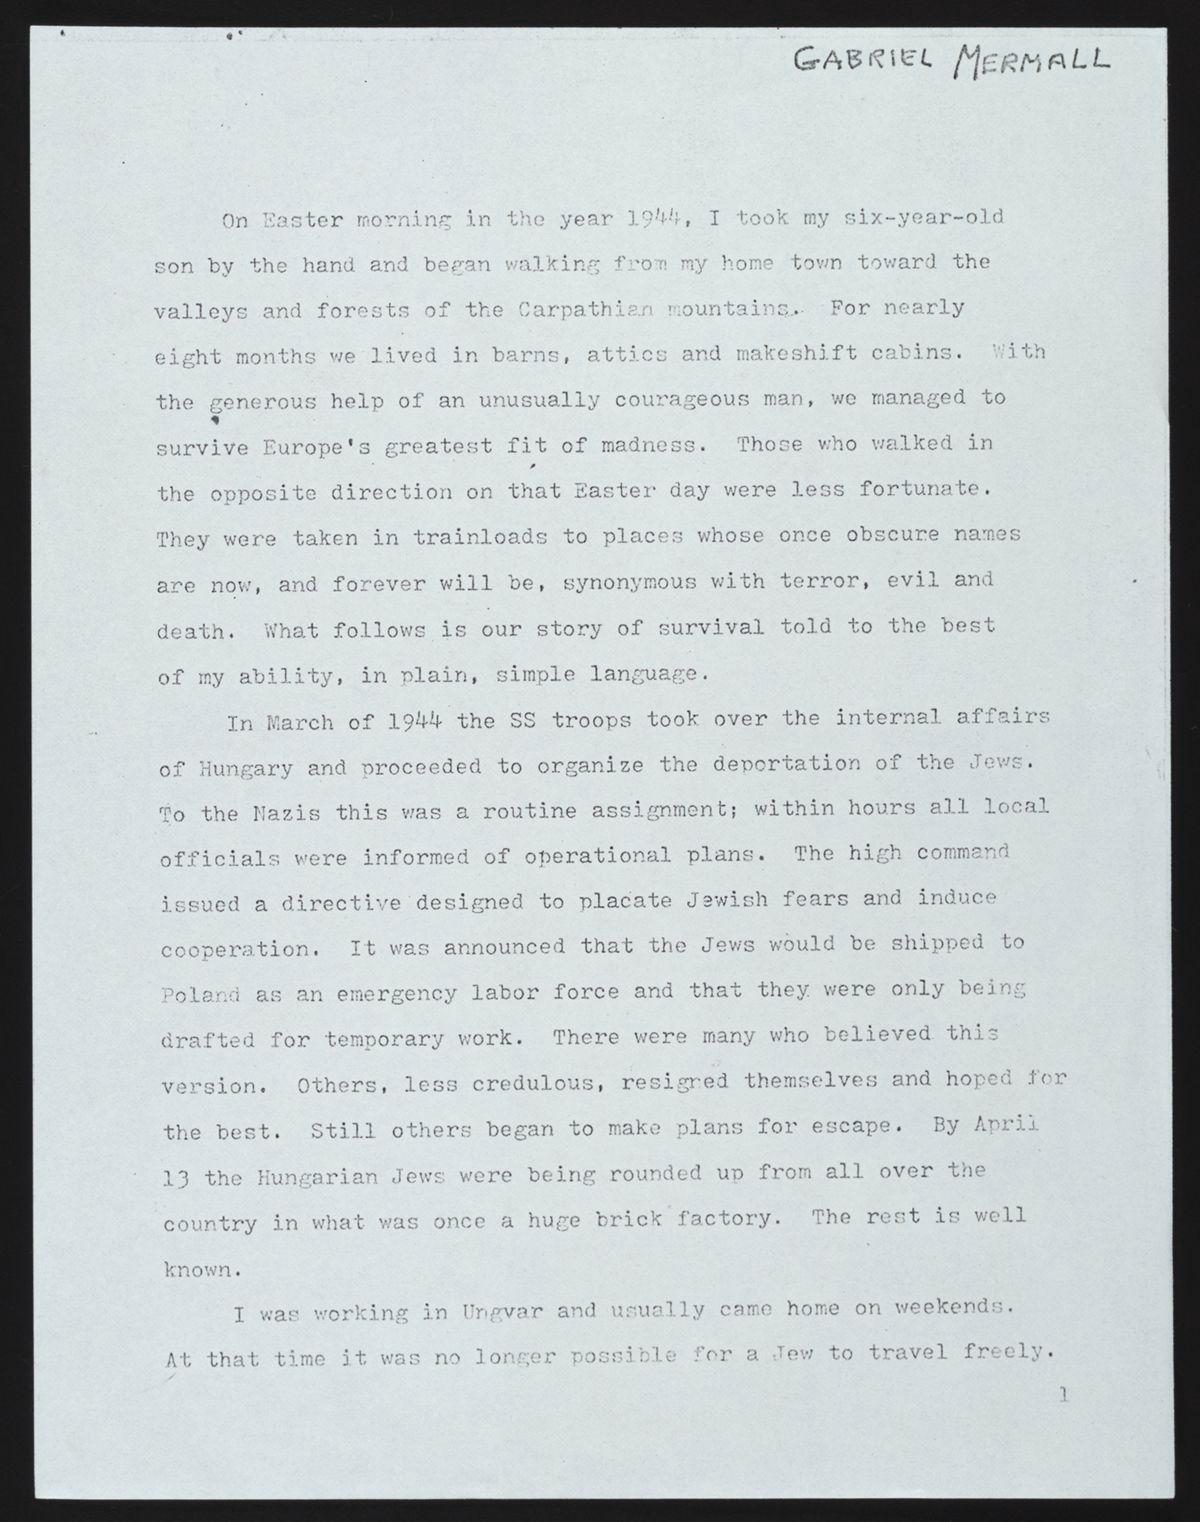 GABRIEL MERMALL
On Easter morning in the year 1944, I took my six-year-old
son by the hand and began walking from my home town toward the
valleys and forests of the Carpathian mountains. For nearly
eight months we lived in barns, attics and makeshift cabins. With
the generous help of an unusually courageous man, we managed to
survive Europe's greatest fit of madness. Those who walked in
the opposite direction on that Easter day were less fortunate.
They were taken in trainloads to places whose once obscure names
are now, and forever will be, synonymous with terror, evil and
death. What follows is our story of survival told to the best
of my ability, in plain, simple language.
In March of 1944 the SS troops took over the internal affairs
of Hungary and proceeded to organize the deportation of the Jews.
To the Nazis this was a routine assignment; within hours all local
officials were informed of operational plans. The high command
issued a directive designed to placate Jewish fears and induce
cooperation. It was announced that the Jews would be shipped to
Poland as an emergency labor force and that they were only being
drafted for temporary work. There were many who believed this
version. Others, less credulous, resigned themselves and hoped for
the best. Still others began to make plans for escape. By April
13 the Hungarian Jews were being rounded up from all over the
country in what was once a huge brick factory. The rest is well
known.
I was working in Ungvar and usually came home on weekends.
At that time it was no longer possible for a Jew to travel freely.
1